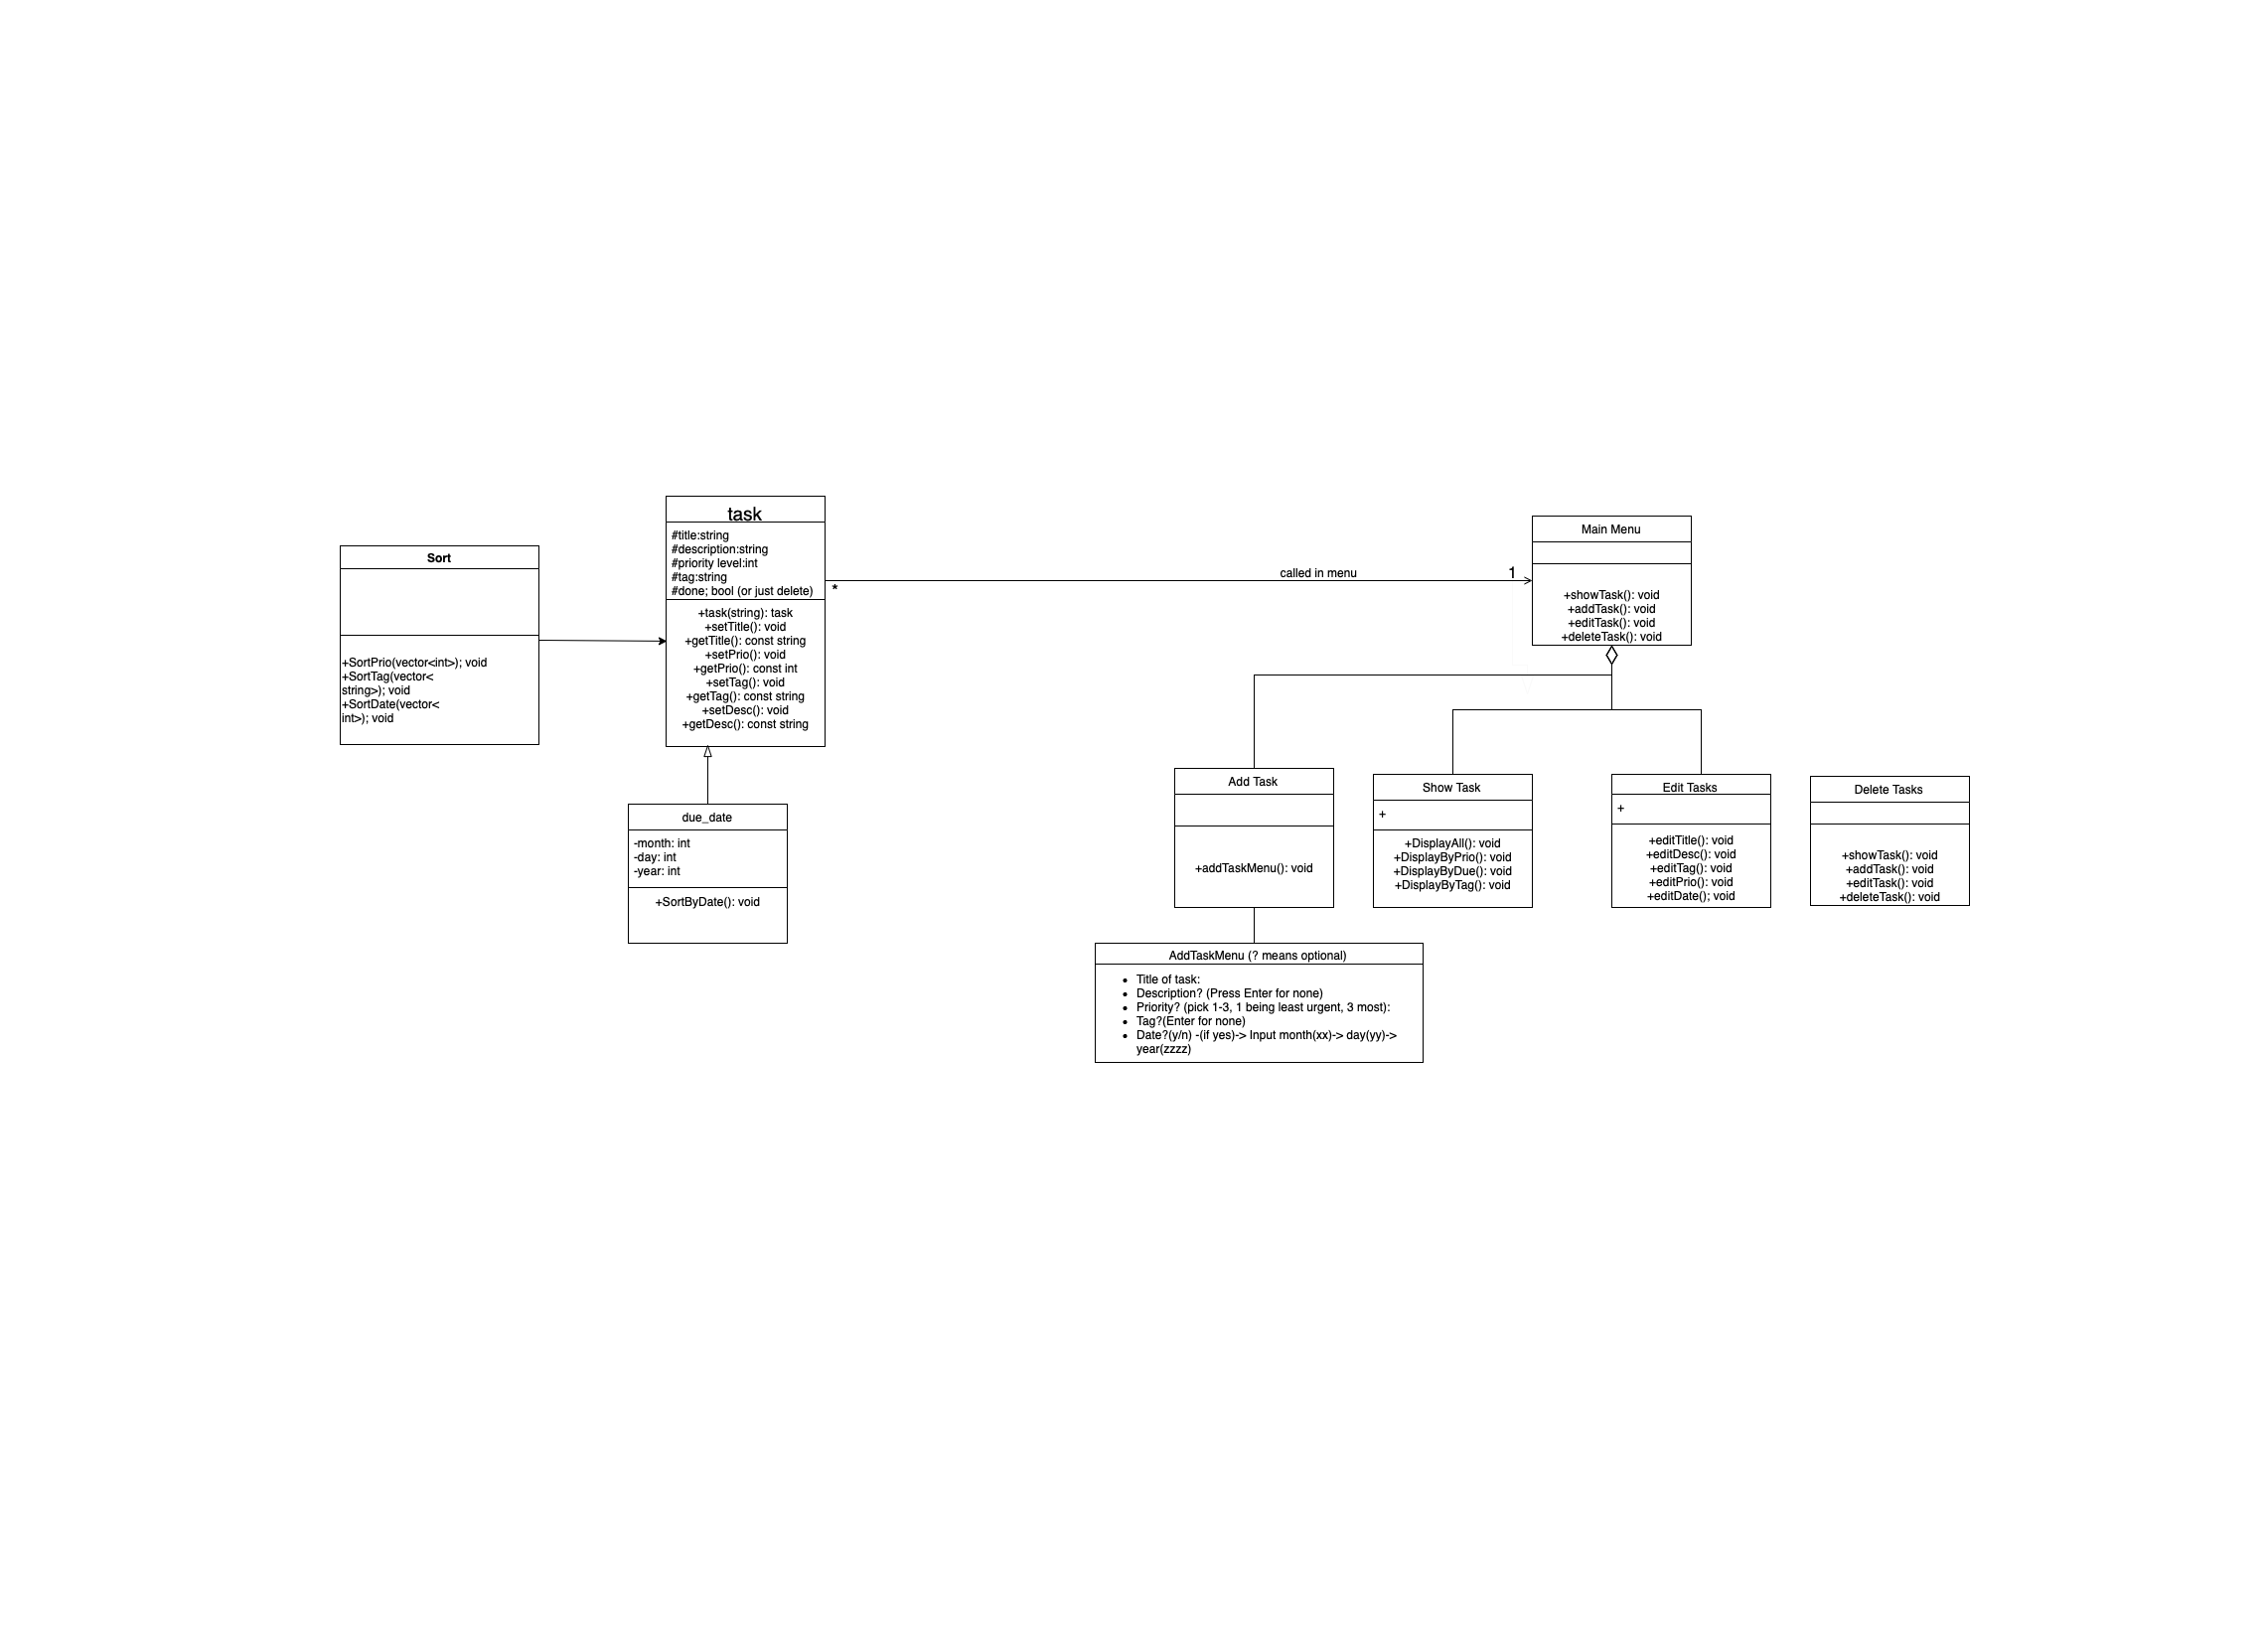 Sort
+SortPrio(vector<int>); void
+SortTag(vector<
string>); void
+SortDate(vector<
int>); void
task
#title:string
#description:string
#priority level:int
#tag:string
#done; bool (or just delete)
+task(string): task
+setTitle(): void
+getTitle(): const string
+setPrio(): void
+getPrio(): const int
+setTag(): void
+getTag(): const string
+setDesc(): void
+getDesc(): const string
*
called in menu
1
due_date
-month: int
-day: int
-year: int
+SortByDate(): void
Main Menu
+showTask(): void
+addTask(): void
+editTask(): void
+deleteTask(): void
Add Task
+addTaskMenu(): void
Show Task
+
+DisplayAll(): void
+DisplayByPrio(): void
+DisplayByDue(): void
+DisplayByTag(): void
Edit Tasks
+
+editTitle(): void
+editDesc(): void
+editTag(): void
+editPrio(): void
+editDate(); void
Delete Tasks
+showTask(): void
+addTask(): void
+editTask(): void
+deleteTask(): void
AddTaskMenu (? means optional)
• Title of task:
• Description? (Press Enter for none)
• Priority? (pick 1-3, 1 being least urgent, 3 most):
• Tag?(Enter for none)
• Date?(y/n) -(if yes)-> Input month(xx)-> day(yy)->
year(zzzz)